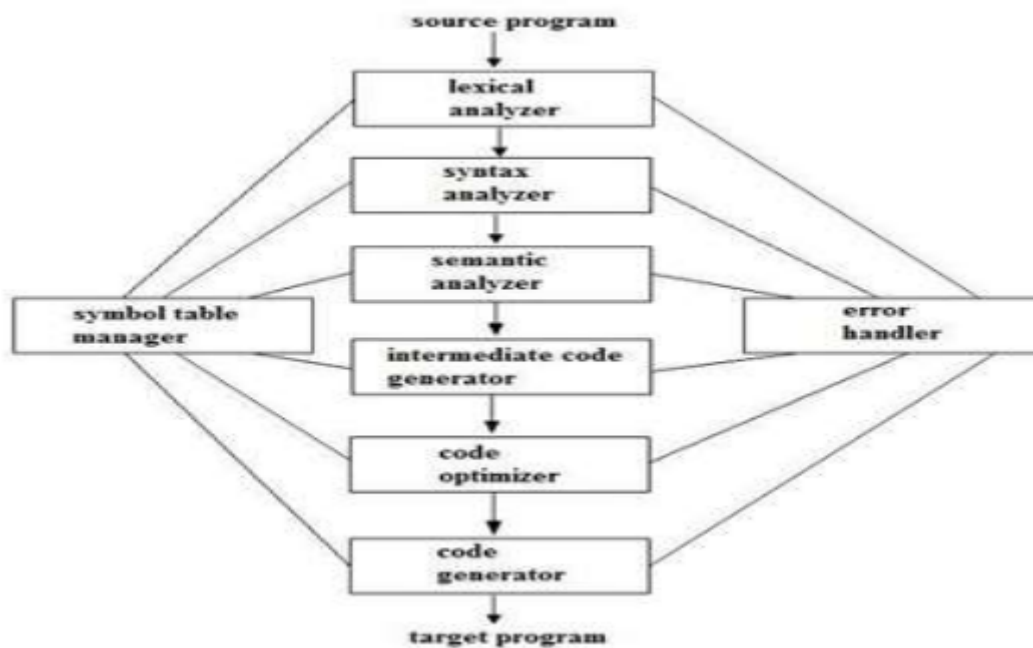 source program
lexical
analyzer
syntax
analyzer
semantic
analyzer
symbol table
manager
error
handler
intermediate code
generator
code
optimizer
code
generator
target program